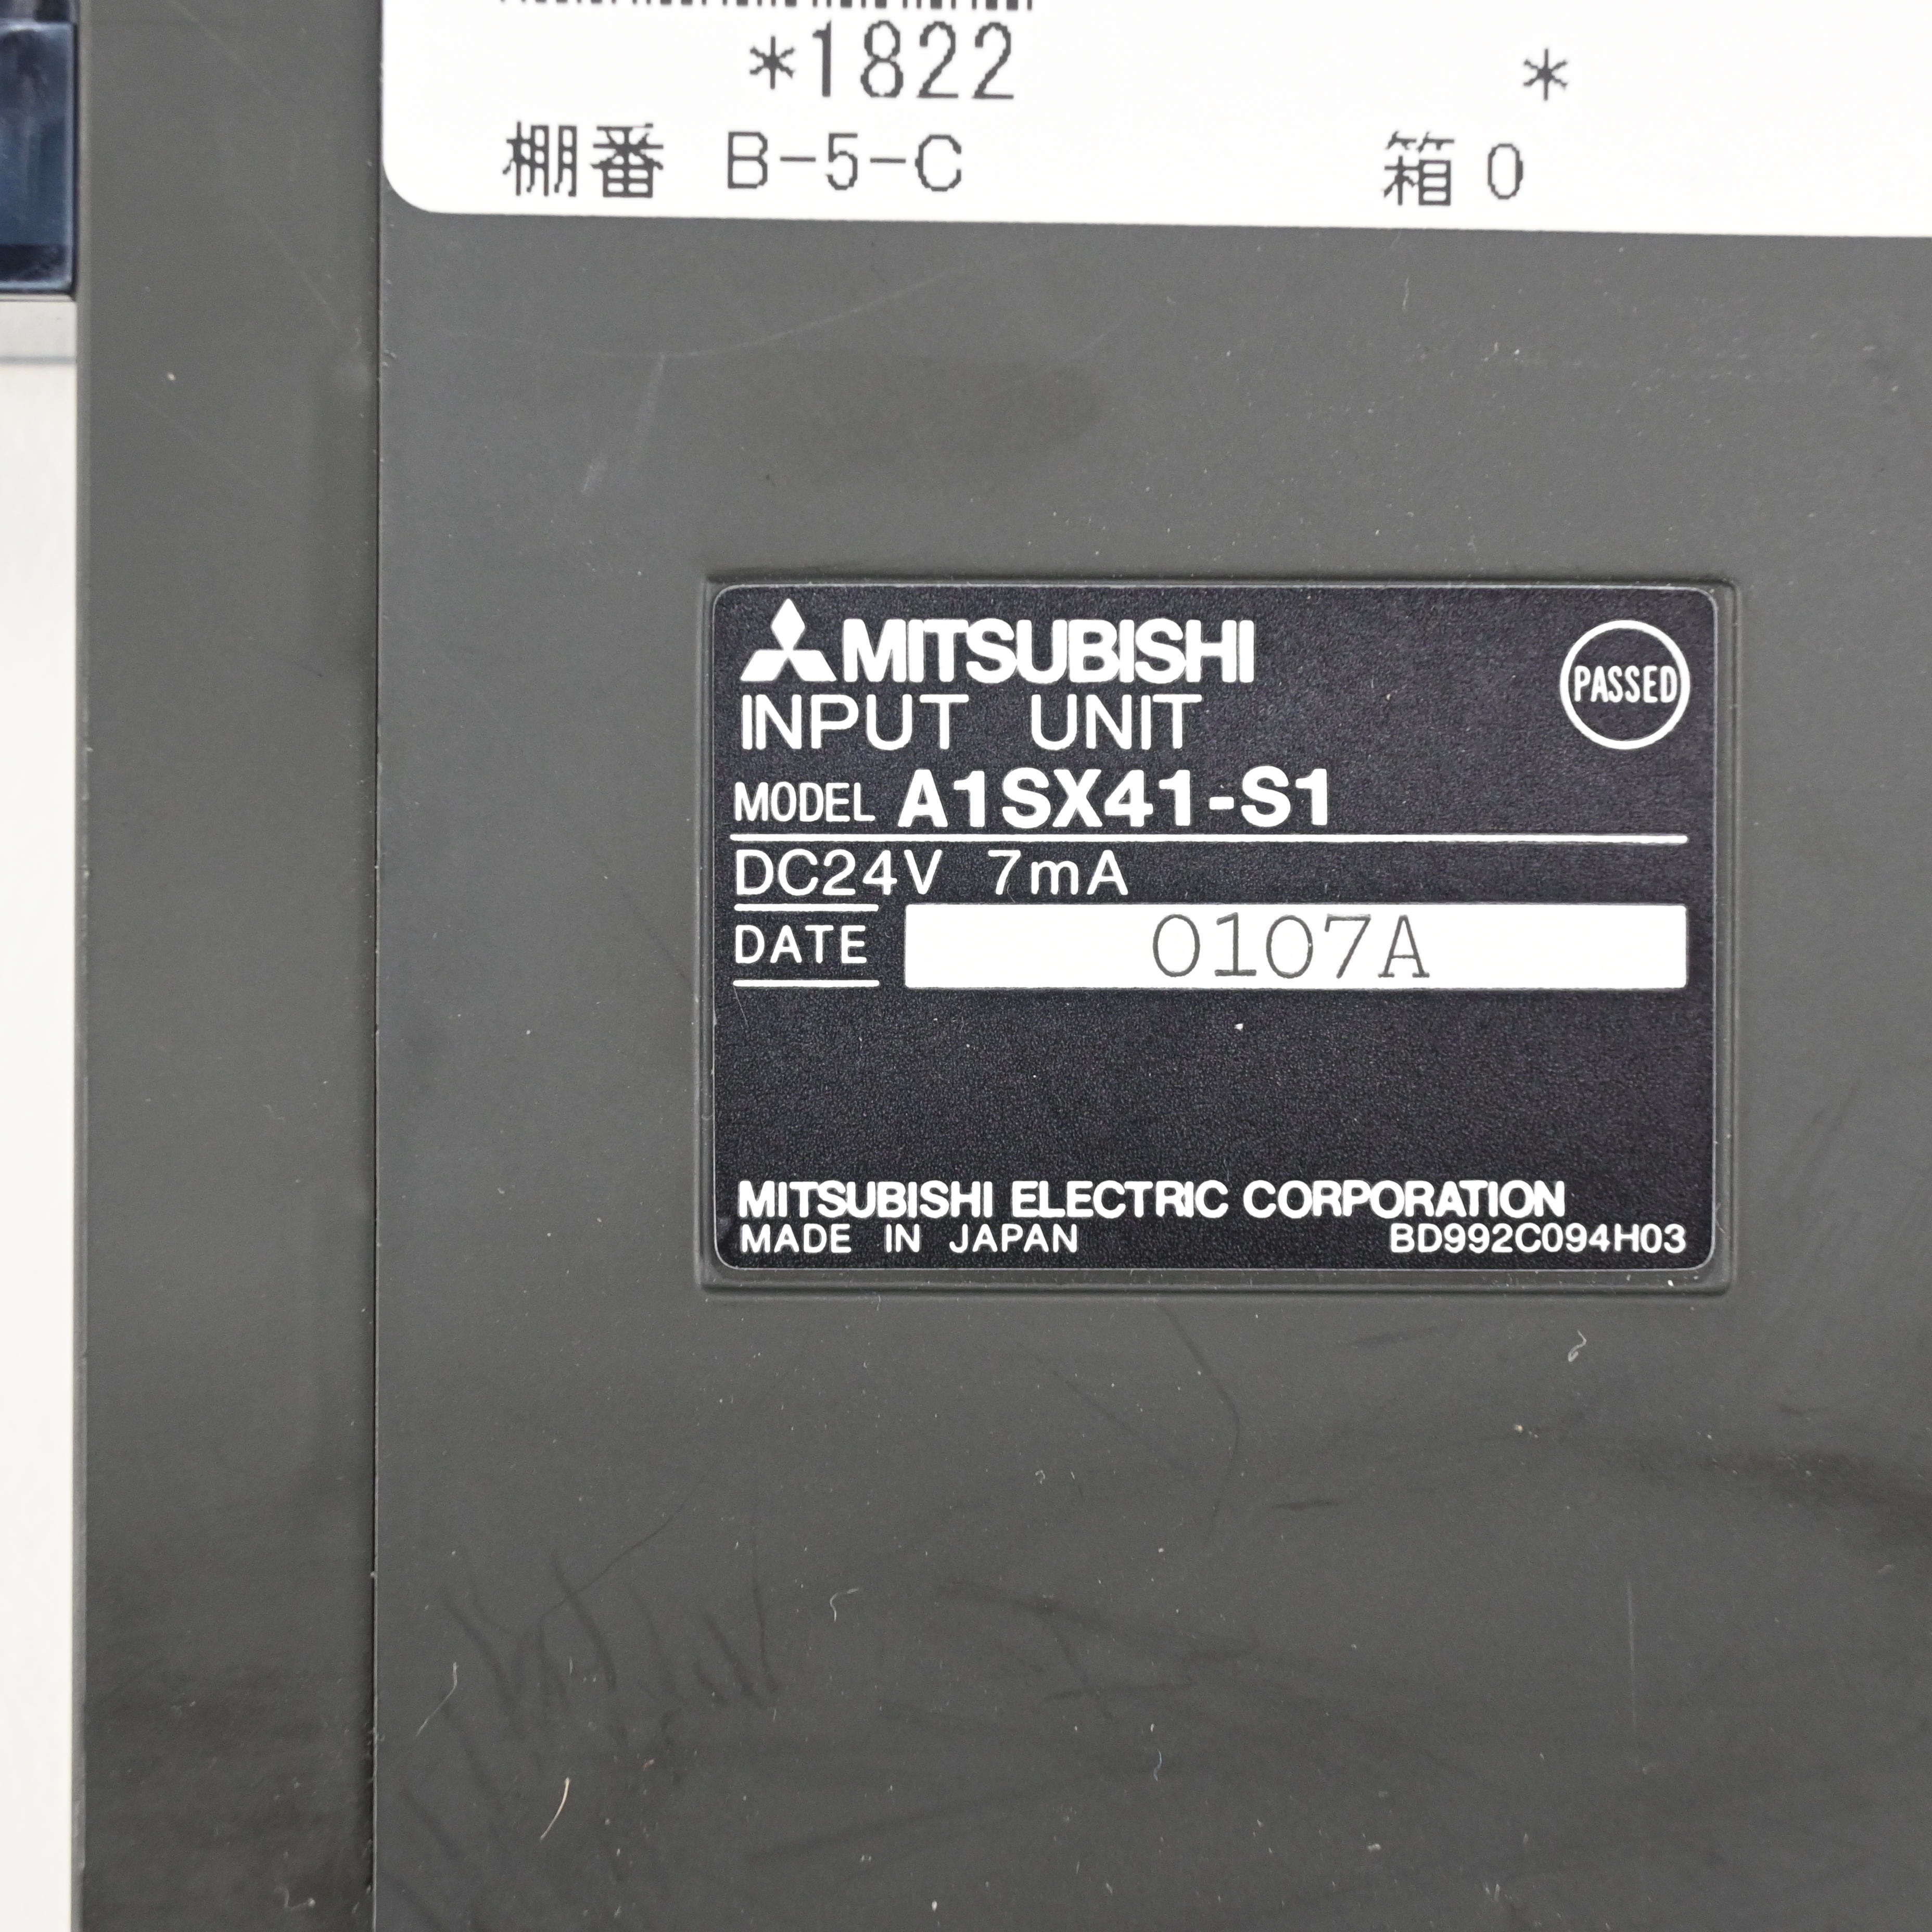 *1822 *
棚番 B-5-C 箱 0
MITSUBISHI
PASSED
INPUT UNIT
MODEL A1SX41-S1
DC24V 7mA
DATE 0107A
MITSUBISHI ELECTRIC CORPORATION
MADE IN JAPAN BD992C094H03